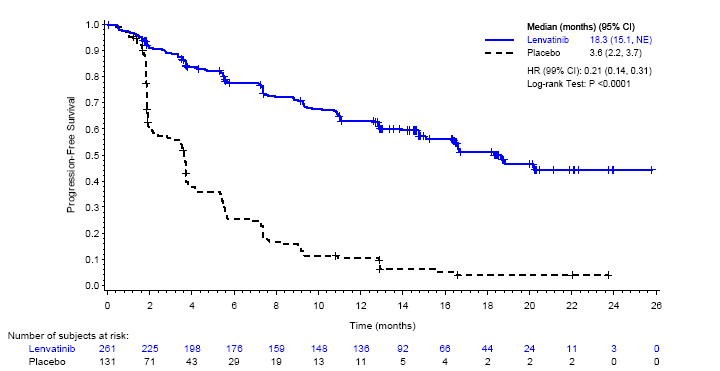 Median (months) (95% CI)
Lenvatinib 18.3 (15.1, NE)
Placebo 3.6 (2.2, 3.7)
HR (99% CI): 0.21 (0.14, 0.31)
Log-rank Test: P <0.0001
Progression-Free Survival
1.0
0.9
0.8
0.7
0.6
0.5
0.4
0.3
0.2
0.1
0.0
0 2 4 6 8 10 12 14 16 18 20 22 24 26
Time (months)
Number of subjects at risk:
Lenvatinib 261 225 198 176 159 148 136 92 66 44 24 11 3 0
Placebo 131 71 43 29 19 13 11 5 4 2 2 2 0 0